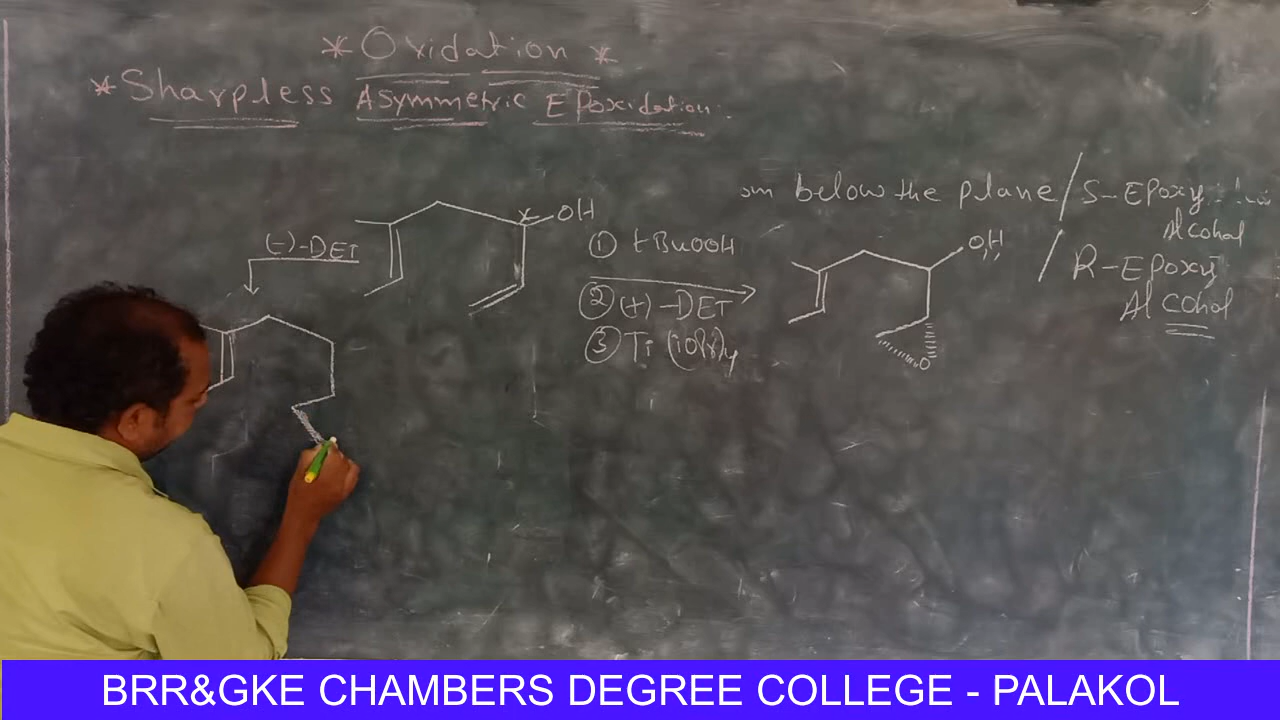 * Oxidation *
* Sharpless Asymmetric EPoxidation.
below the plane / S-EPoxy
Alcohol
/ R-EPoxy
Alcohol
(-)-DET
OH
① tBuOOH
② (+)-DET
③ Ti (iOPr)4
OH
O
BRR&GKE CHAMBERS DEGREE COLLEGE - PALAKOL